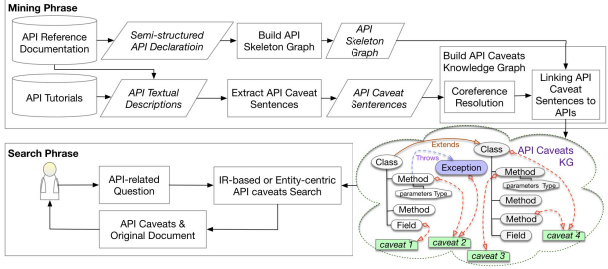 Mining Phrase
API Reference
Documentation
Semi-structured
API Declaratioin
Build API
Skeleton Graph
API
Skeleton
Graph
API Tutorials
API Textual
Descriptions
Extract API Caveat
Sentences
API Caveat
Senterences
Build API Caveats
Knowledge Graph
Coreference
Resolution
Linking API
Caveat
Sentences to
APIs
Search Phrase
API-related
Question
IR-based or Entity-centric
API caveats Search
API Caveats &
Original Document
Extends
Class
Throws
Exception
Method
parameters Type
Method
Field
caveat 1
caveat 2
Class
API Caveats
KG
Method
parameters Type
Method
Method
Field
caveat 3
caveat 4